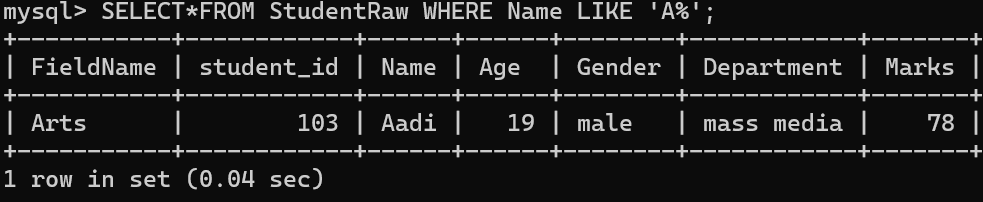 mysql> SELECT*FROM StudentRaw WHERE Name LIKE 'A%';
+-----------+------------+------+------+--------+------------+-------+
| FieldName | student_id | Name | Age  | Gender | Department | Marks |
+-----------+------------+------+------+--------+------------+-------+
| Arts      |        103 | Aadi |   19 | male   | mass media |    78 |
+-----------+------------+------+------+--------+------------+-------+
1 row in set (0.04 sec)